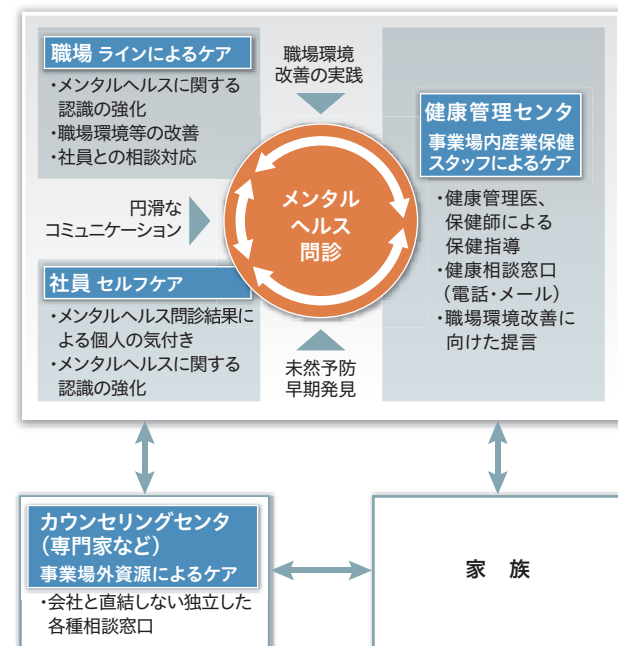 職場 ラインによるケア
・メンタルヘルスに関する
認識の強化
・職場環境等の改善
・社員との相談対応
職場環境
改善の実践
健康管理センタ
事業場内産業保健
スタッフによるケア
・健康管理医、
保健師による
保健指導
・健康相談窓口
（電話・メール）
・職場環境改善に
向けた提言
メンタル
ヘルス
問診
円滑な
コミュニケーション
社員 セルフケア
・メンタルヘルス問診結果に
よる個人の気付き
・メンタルヘルスに関する
認識の強化
未然予防
早期発見
カウンセリングセンタ
（専門家など）
事業場外資源によるケア
・会社と直結しない独立した
各種相談窓口
家 族